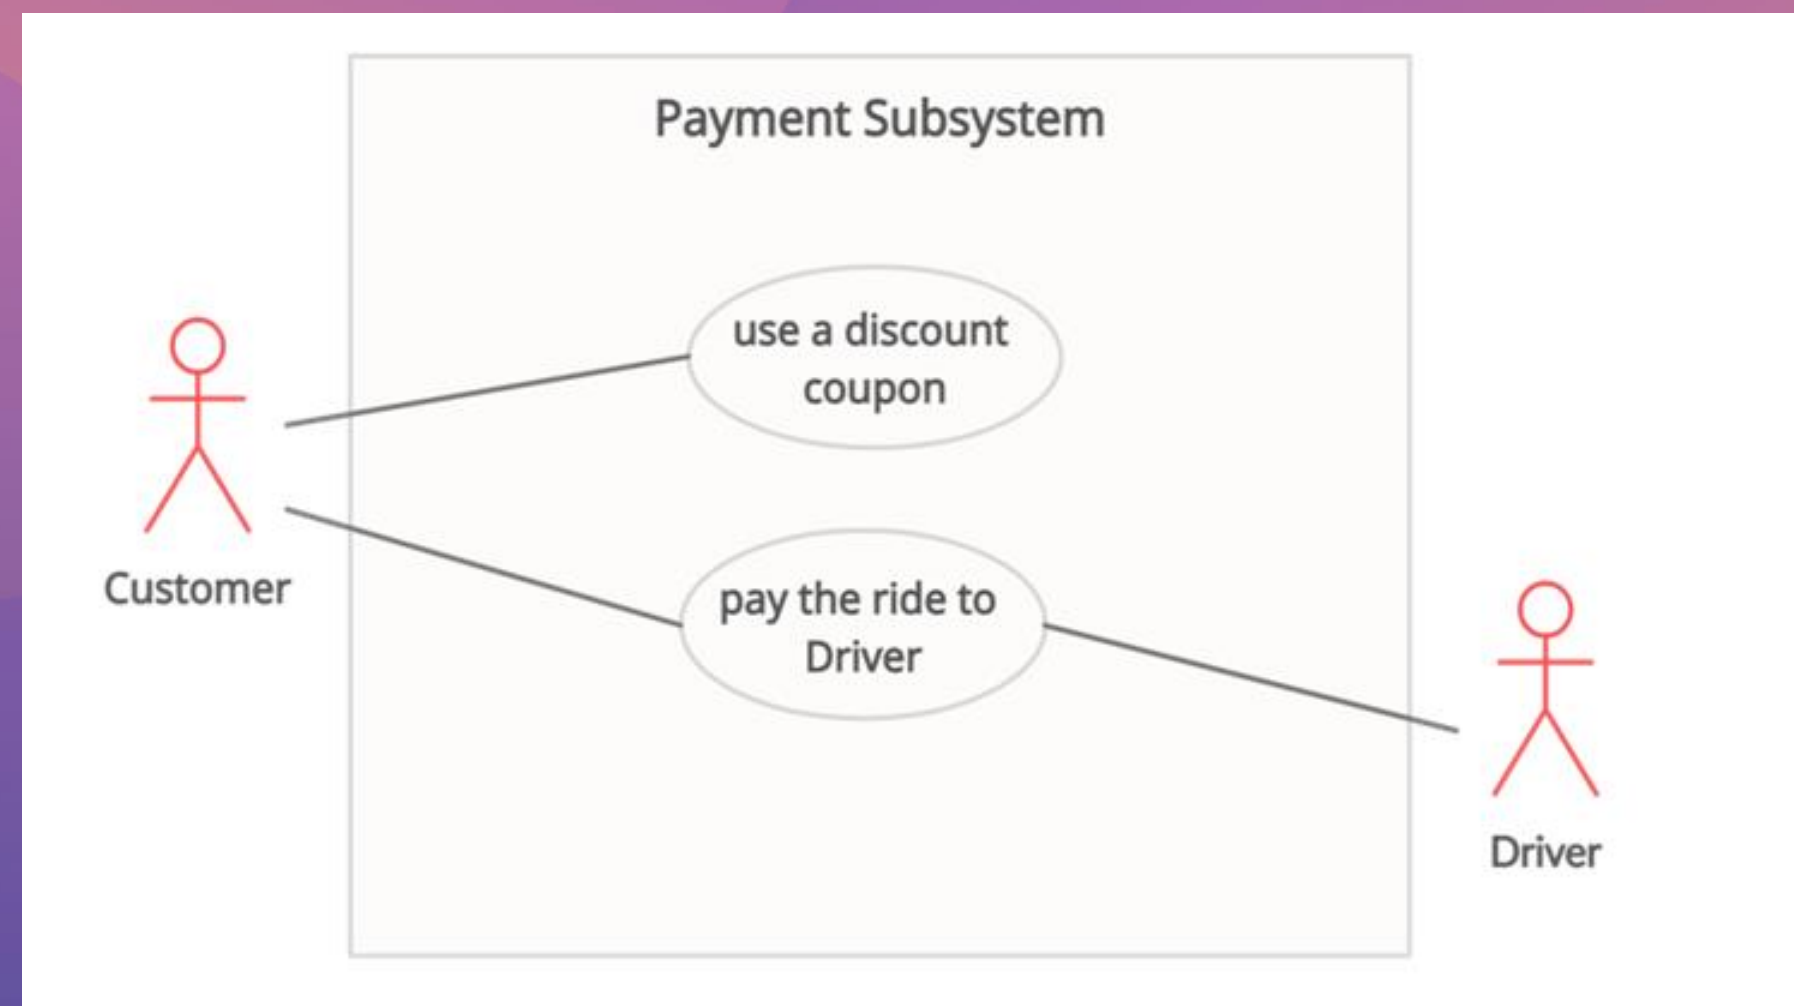 Payment Subsystem
use a discount
coupon
Customer
pay the ride to
Driver
Driver